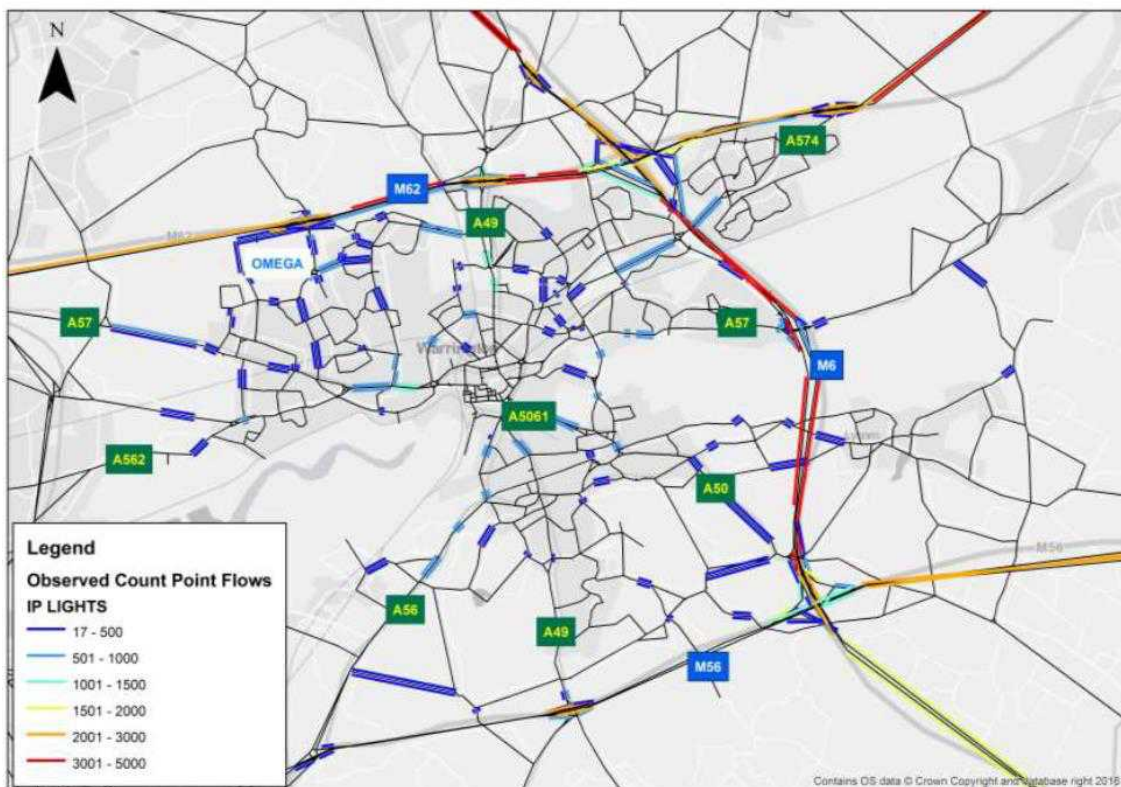 N
A574
M62
A49
M62
OMEGA
A57
A57
Warrington
M6
A5061
A562
A50
M56
A56
A49
M56
Legend
Observed Count Point Flows
IP LIGHTS
17 - 500
501 - 1000
1001 - 1500
1501 - 2000
2001 - 3000
3001 - 5000
Contains OS data © Crown Copyright and database right 2016